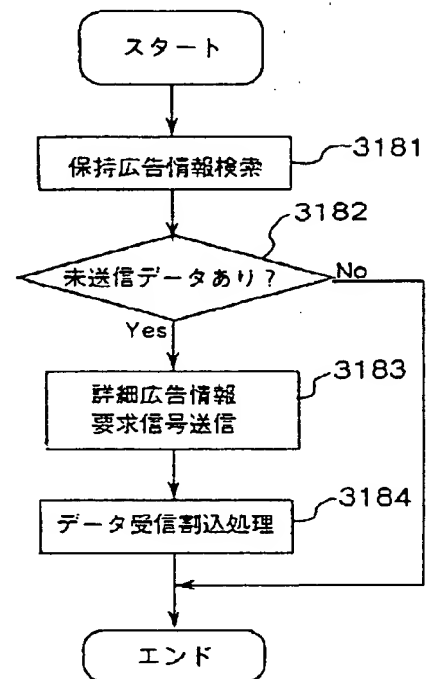 スタート
保持広告情報検索
3181
3182
未送信データあり?
No
Yes
詳細広告情報
要求信号送信
3183
データ受信割込処理
3184
エンド